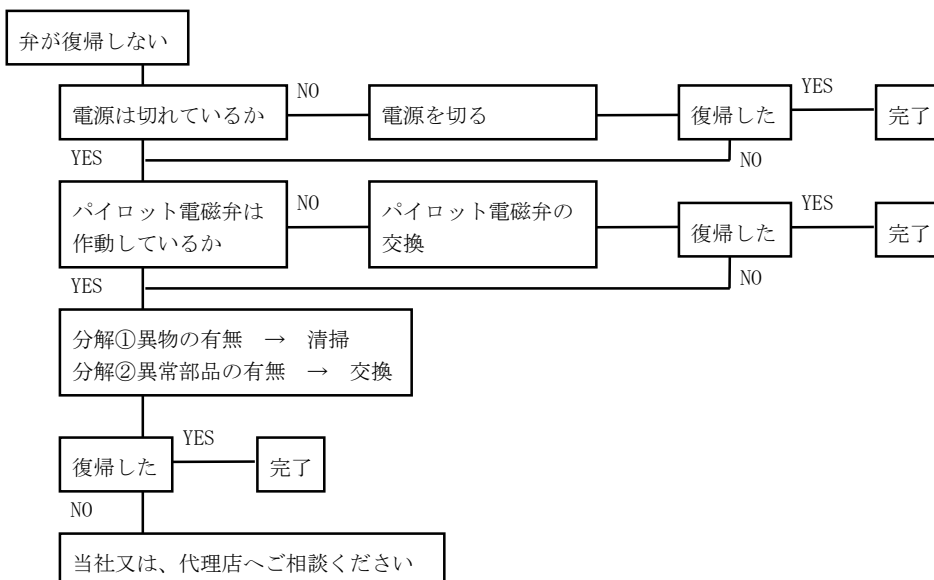 弁が復帰しない
電源は切れているか
NO
電源を切る
復帰した
YES
完了
YES
NO
パイロット電磁弁は
作動しているか
NO
パイロット電磁弁の
交換
復帰した
YES
完了
YES
NO
分解①異物の有無　→　清掃
分解②異常部品の有無　→　交換
復帰した
YES
完了
NO
当社又は、代理店へご相談ください